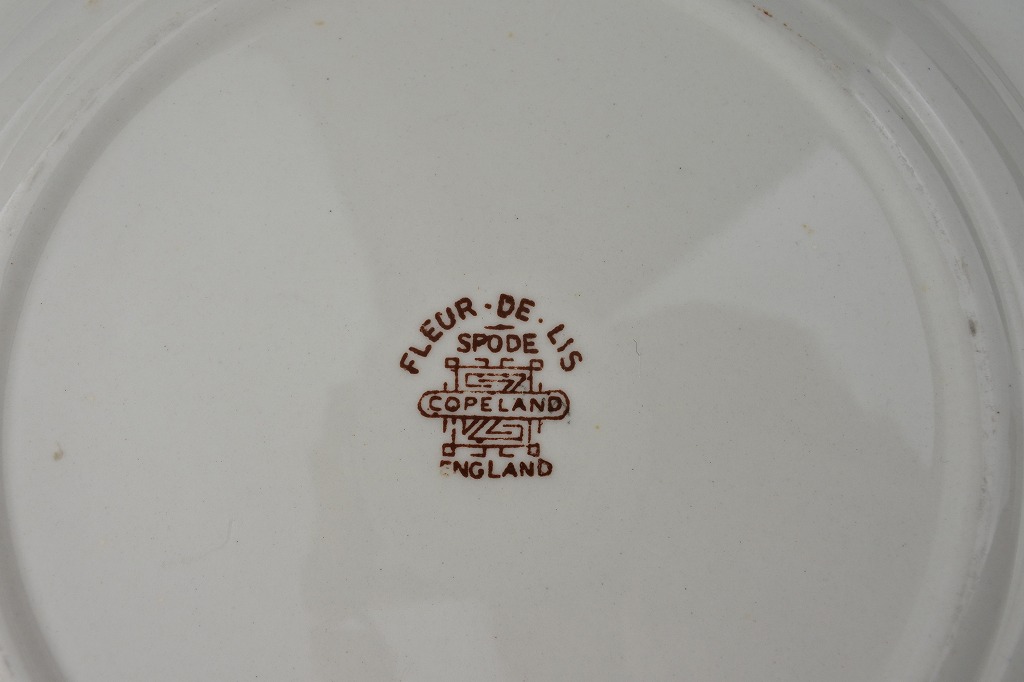 FLEUR · DE · LIS
SPODE
COPELAND
ENGLAND